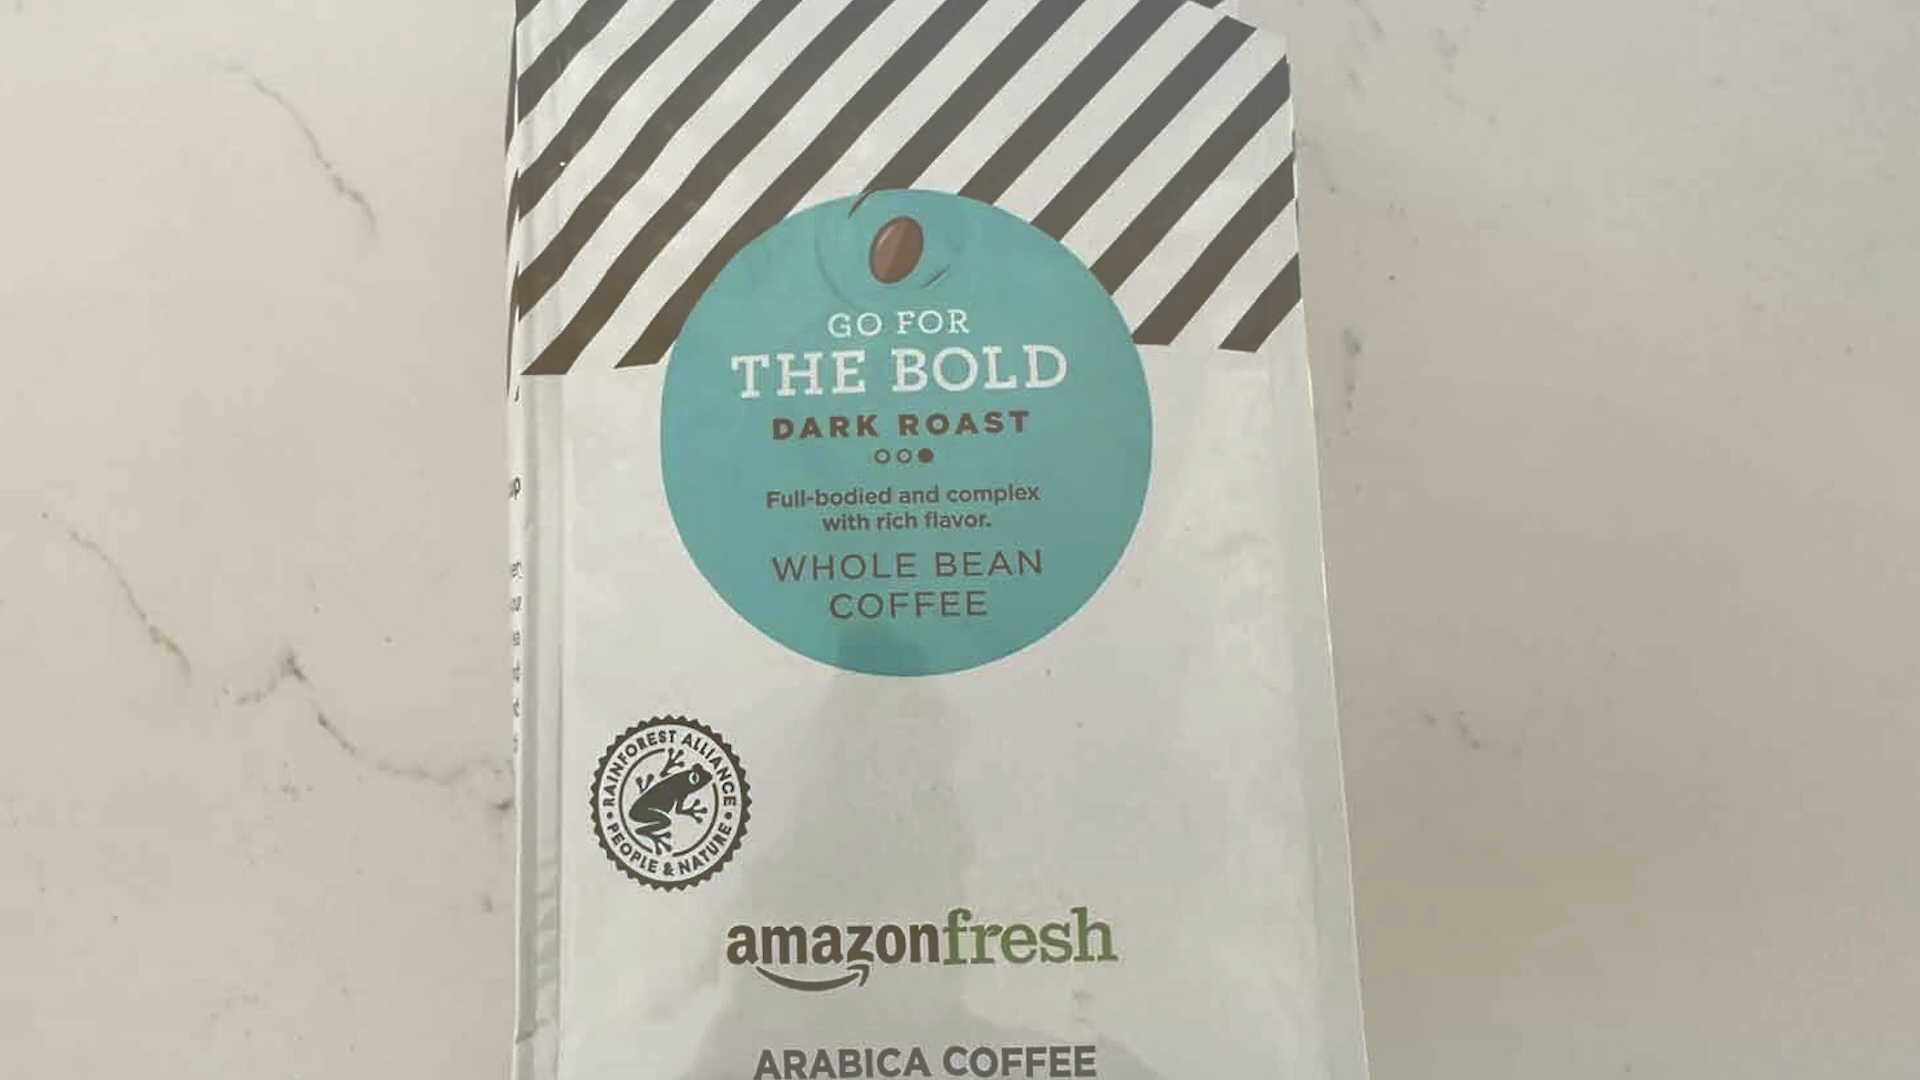 GO FOR
THE BOLD
DARK ROAST
Full-bodied and complex
with rich flavor.
WHOLE BEAN
COFFEE
RAINFOREST ALLIANCE
PEOPLE & NATURE
amazonfresh
ARABICA COFFEE